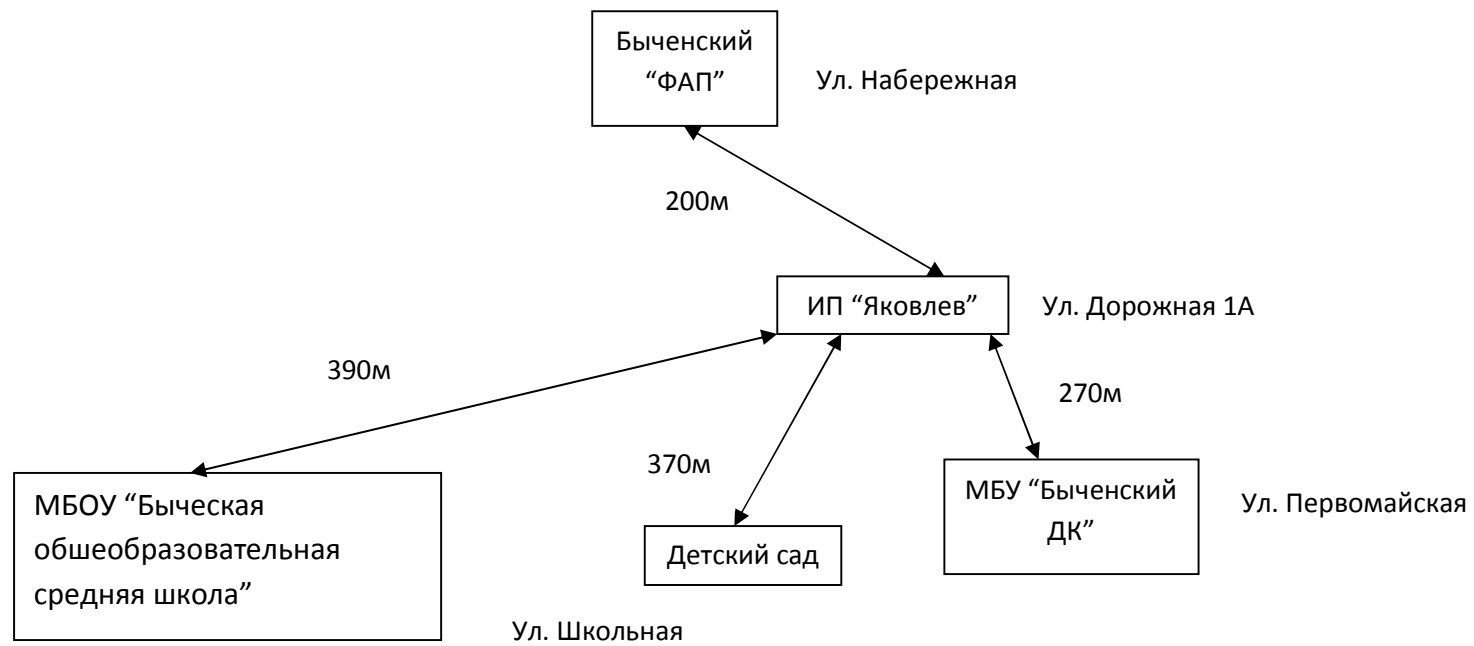 Быченский
“ФАП”
Ул. Набережная
200м
ИП “Яковлев”
Ул. Дорожная 1А
390м
270м
370м
МБОУ “Быческая
обшеобразовательная
средняя школа”
Детский сад
МБУ “Быченский
ДК”
Ул. Первомайская
Ул. Школьная